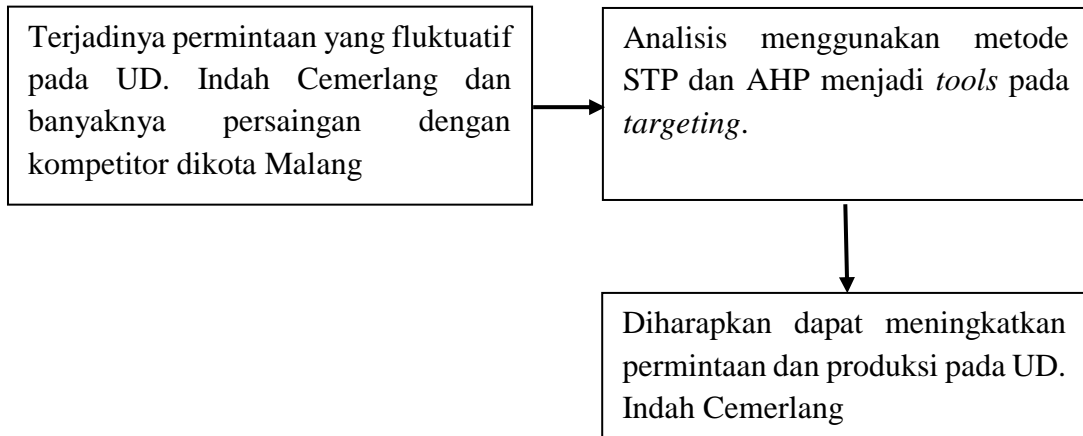 Terjadinya permintaan yang fluktuatif
pada UD. Indah Cemerlang dan
banyaknya persaingan dengan
kompetitor dikota Malang
Analisis menggunakan metode
STP dan AHP menjadi tools pada
targeting.
Diharapkan dapat meningkatkan
permintaan dan produksi pada UD.
Indah Cemerlang